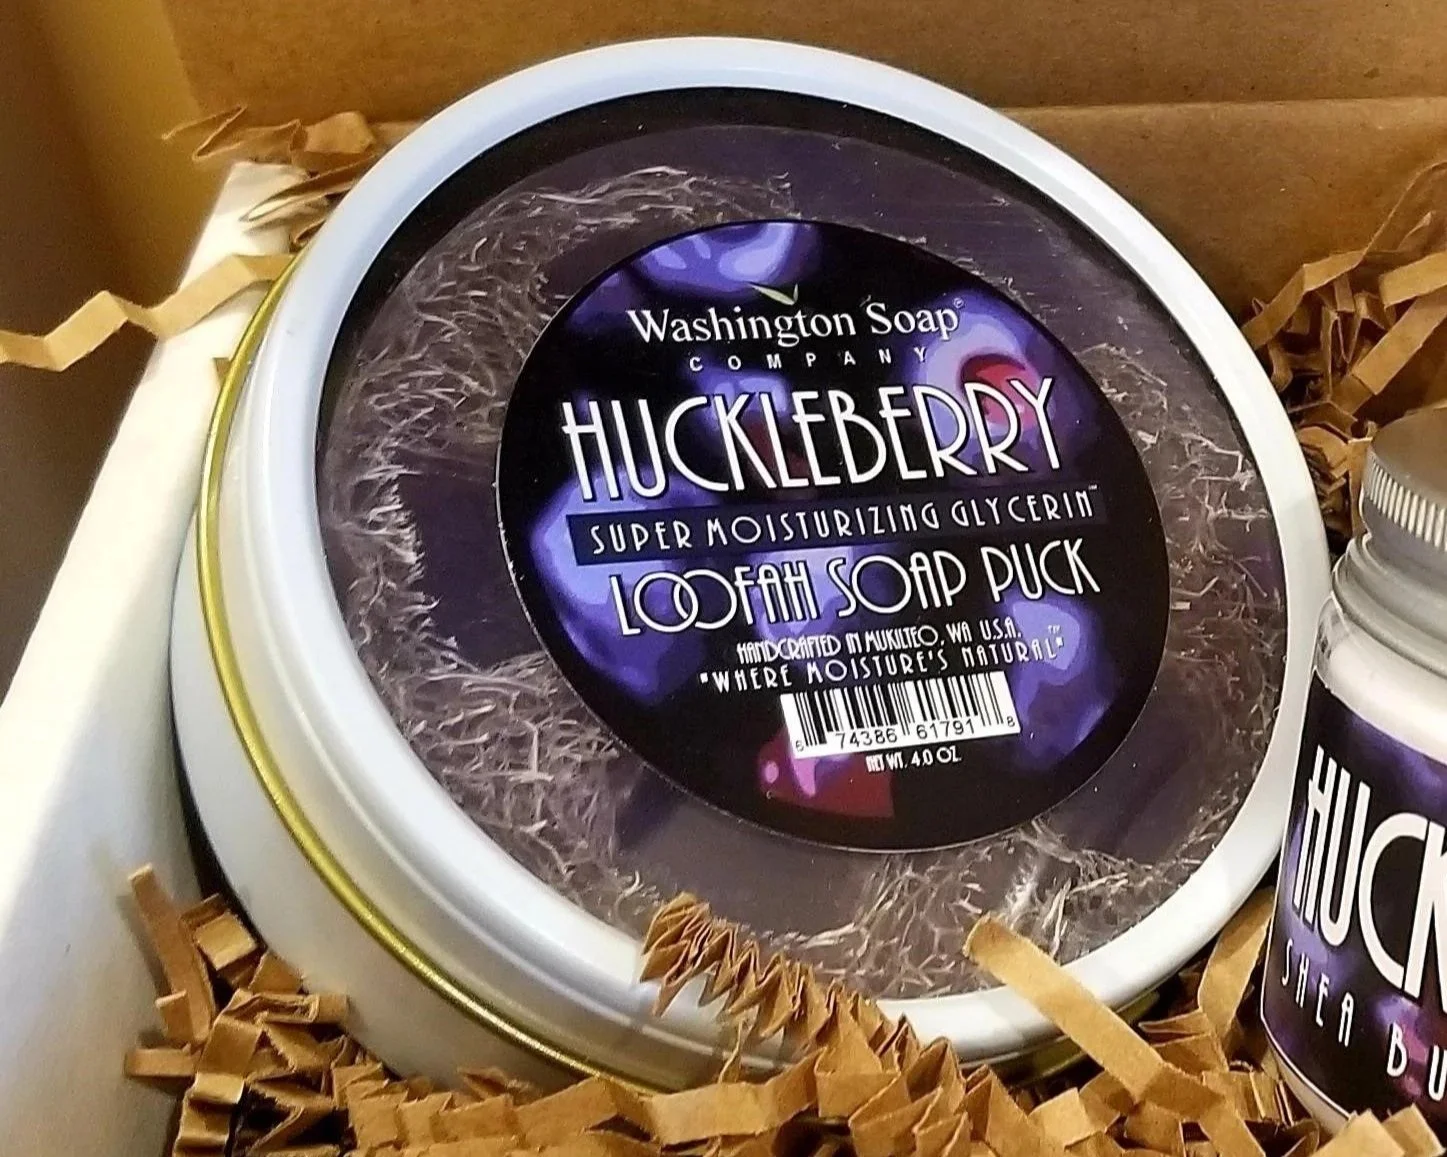 Washington Soap®
COMPANY
HUCKLEBERRY
SUPER MOISTURIZING GLYCERIN™
LOOFAH SOAP PUCK
HANDCRAFTED IN MUKILTEO, WA U.S.A.
"WHERE MOISTURE'S NATURAL"™
6 74386 61791 8
NET WT. 4.0 OZ.
HUCK
SHEA BU